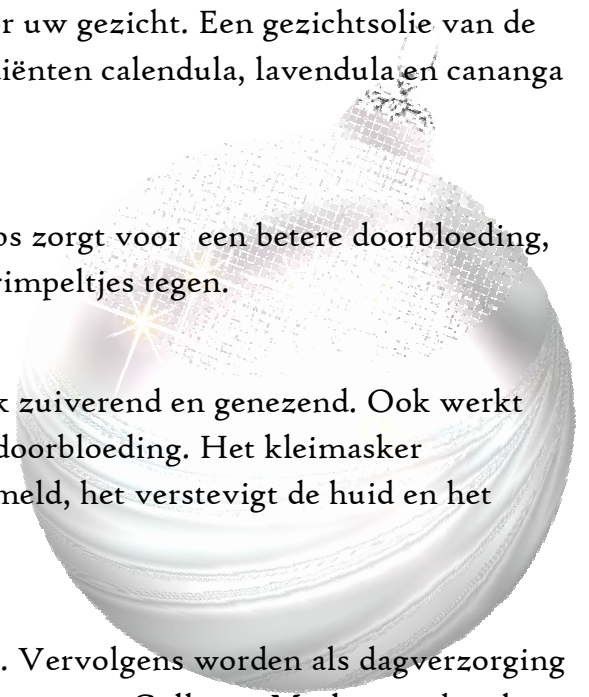 r uw gezicht. Een gezichtsolie van de
iënten calendula, lavendula en cananga
ps zorgt voor een betere doorbloeding,
rimpeltjes tegen.
k zuiverend en genezend. Ook werkt
doorbloeding. Het kleimasker
meld, het verstevigt de huid en het
. Vervolgens worden als dagverzorging